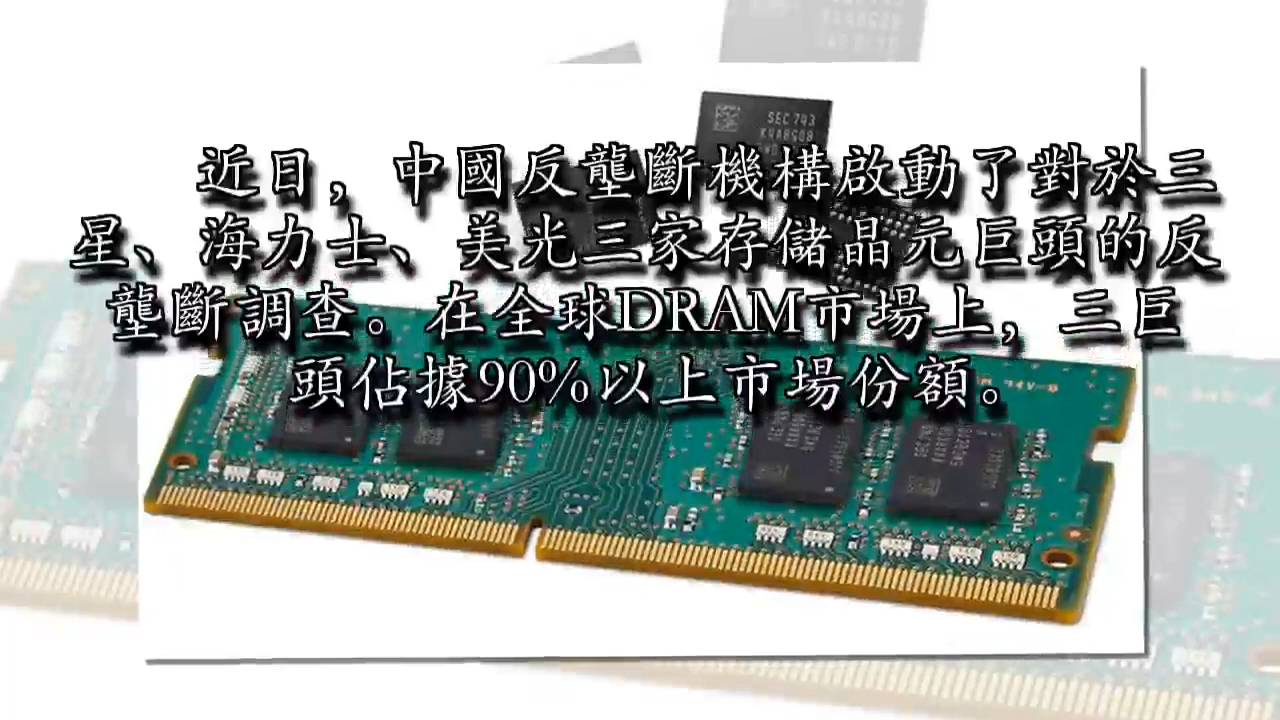 SEC 743
K4A8G08
近日，中國反壟斷機構啟動了對於三
星、海力士、美光三家存儲晶元巨頭的反
壟斷調查。在全球DRAM市場上，三巨
頭佔據90%以上市場份額。